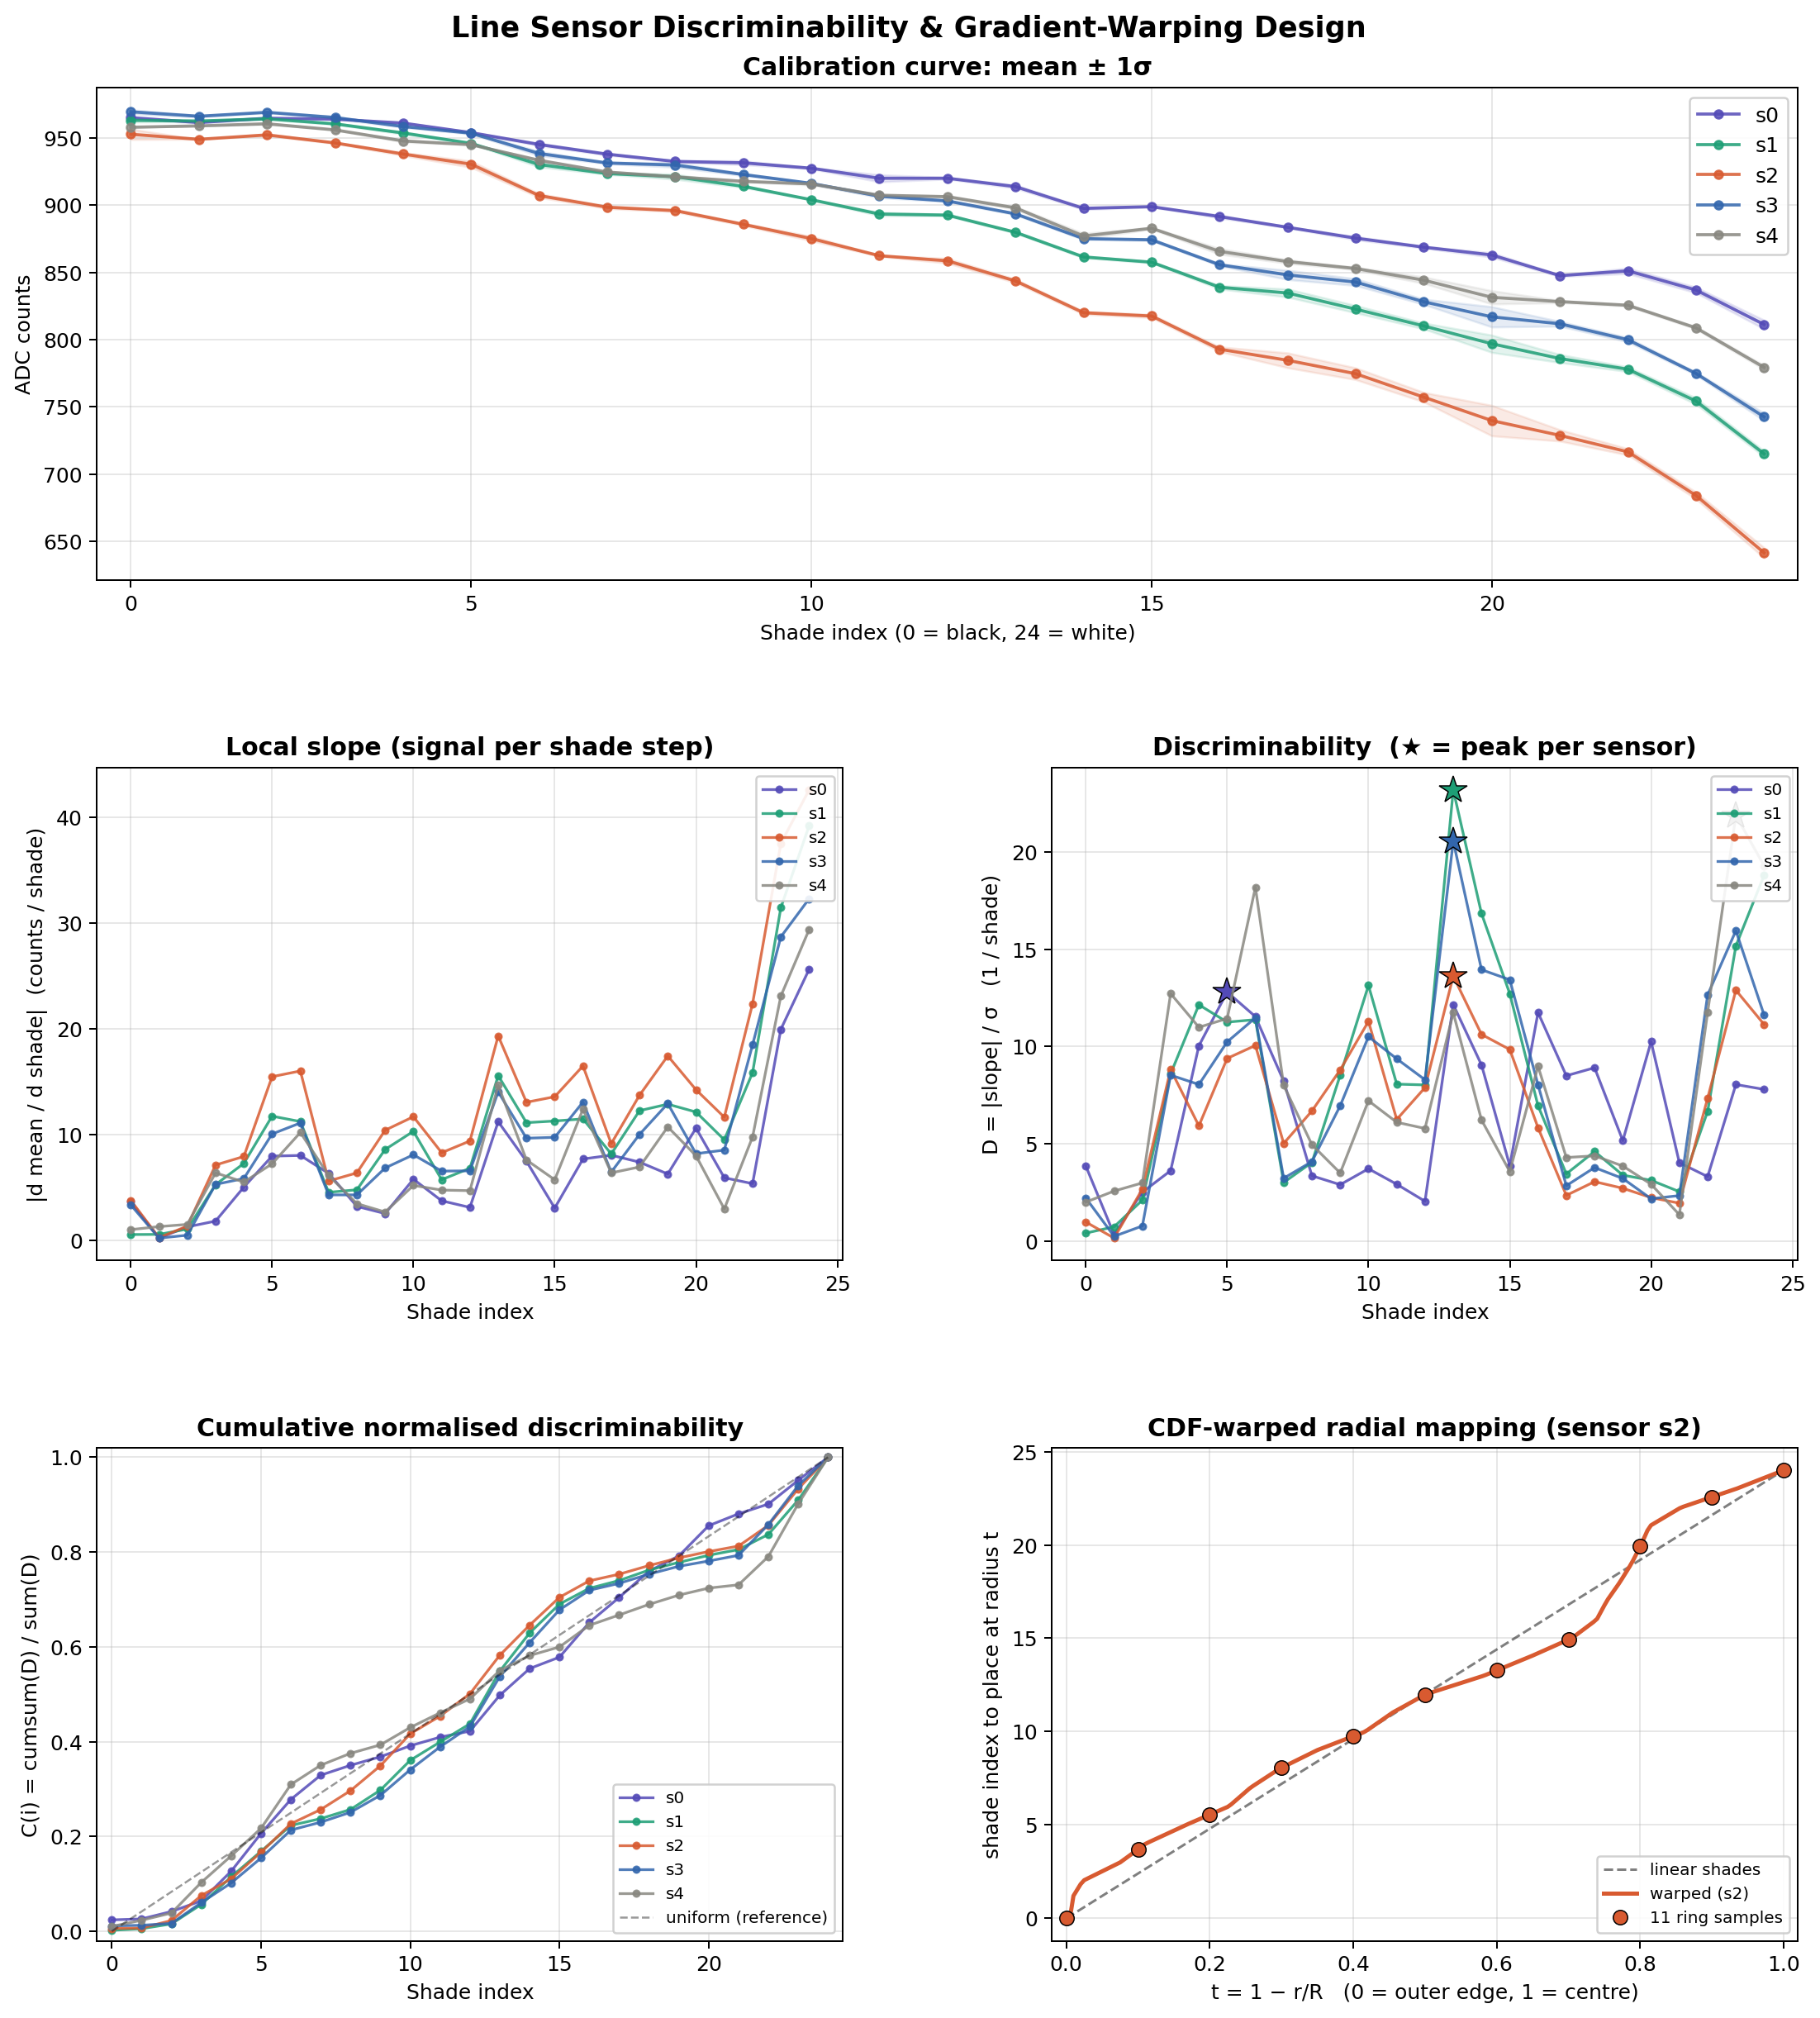 Line Sensor Discriminability & Gradient-Warping Design
Calibration curve: mean ± 1σ
ADC counts
950
900
850
800
750
700
650
0 5 10 15 20
Shade index (0 = black, 24 = white)
s0
s1
s2
s3
s4
Local slope (signal per shade step)
|d mean / d shade| (counts / shade)
40
30
20
10
0
0 5 10 15 20 25
Shade index
s0
s1
s2
s3
s4
Discriminability (★ = peak per sensor)
D = |slope| / σ (1 / shade)
20
15
10
5
0
0 5 10 15 20 25
Shade index
s0
s1
s2
s3
s4
Cumulative normalised discriminability
C(i) = cumsum(D) / sum(D)
1.0
0.8
0.6
0.4
0.2
0.0
0 5 10 15 20
Shade index
s0
s1
s2
s3
s4
uniform (reference)
CDF-warped radial mapping (sensor s2)
shade index to place at radius t
25
20
15
10
5
0
0.0 0.2 0.4 0.6 0.8 1.0
t = 1 − r/R (0 = outer edge, 1 = centre)
linear shades
warped (s2)
11 ring samples